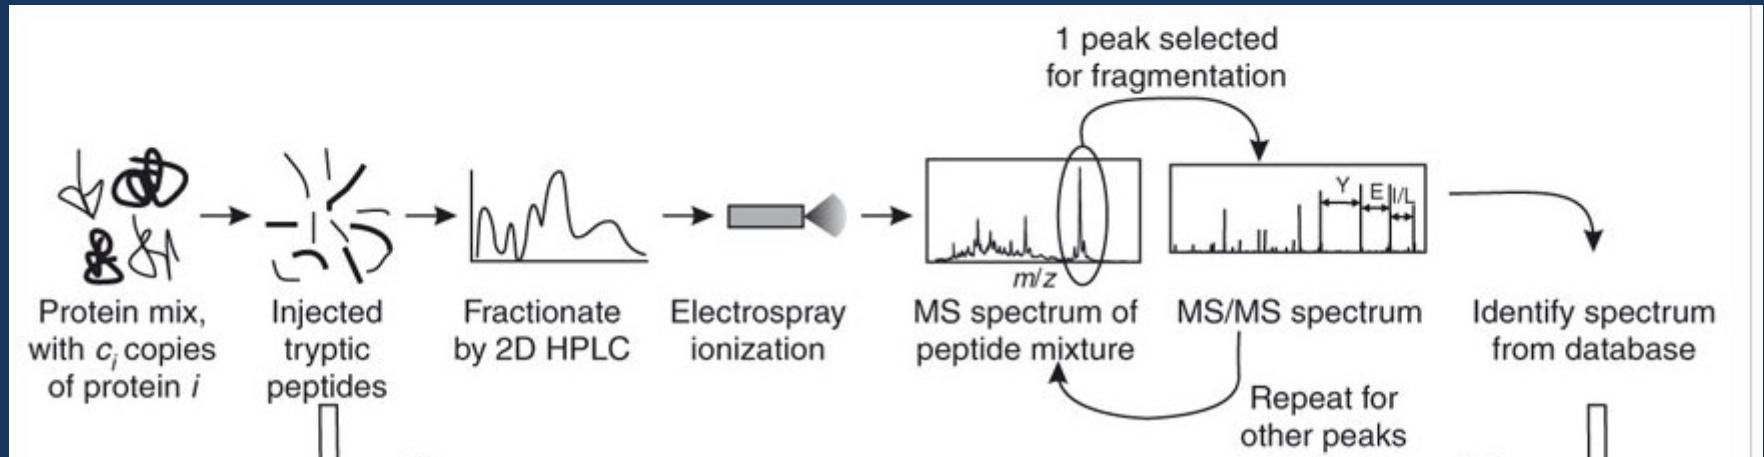 1 peak selected
for fragmentation
Y E I/L
m/z
Protein mix,
with ci copies
of protein i
Injected
tryptic
peptides
Fractionate
by 2D HPLC
Electrospray
ionization
MS spectrum of
peptide mixture
MS/MS spectrum
Identify spectrum
from database
Repeat for
other peaks